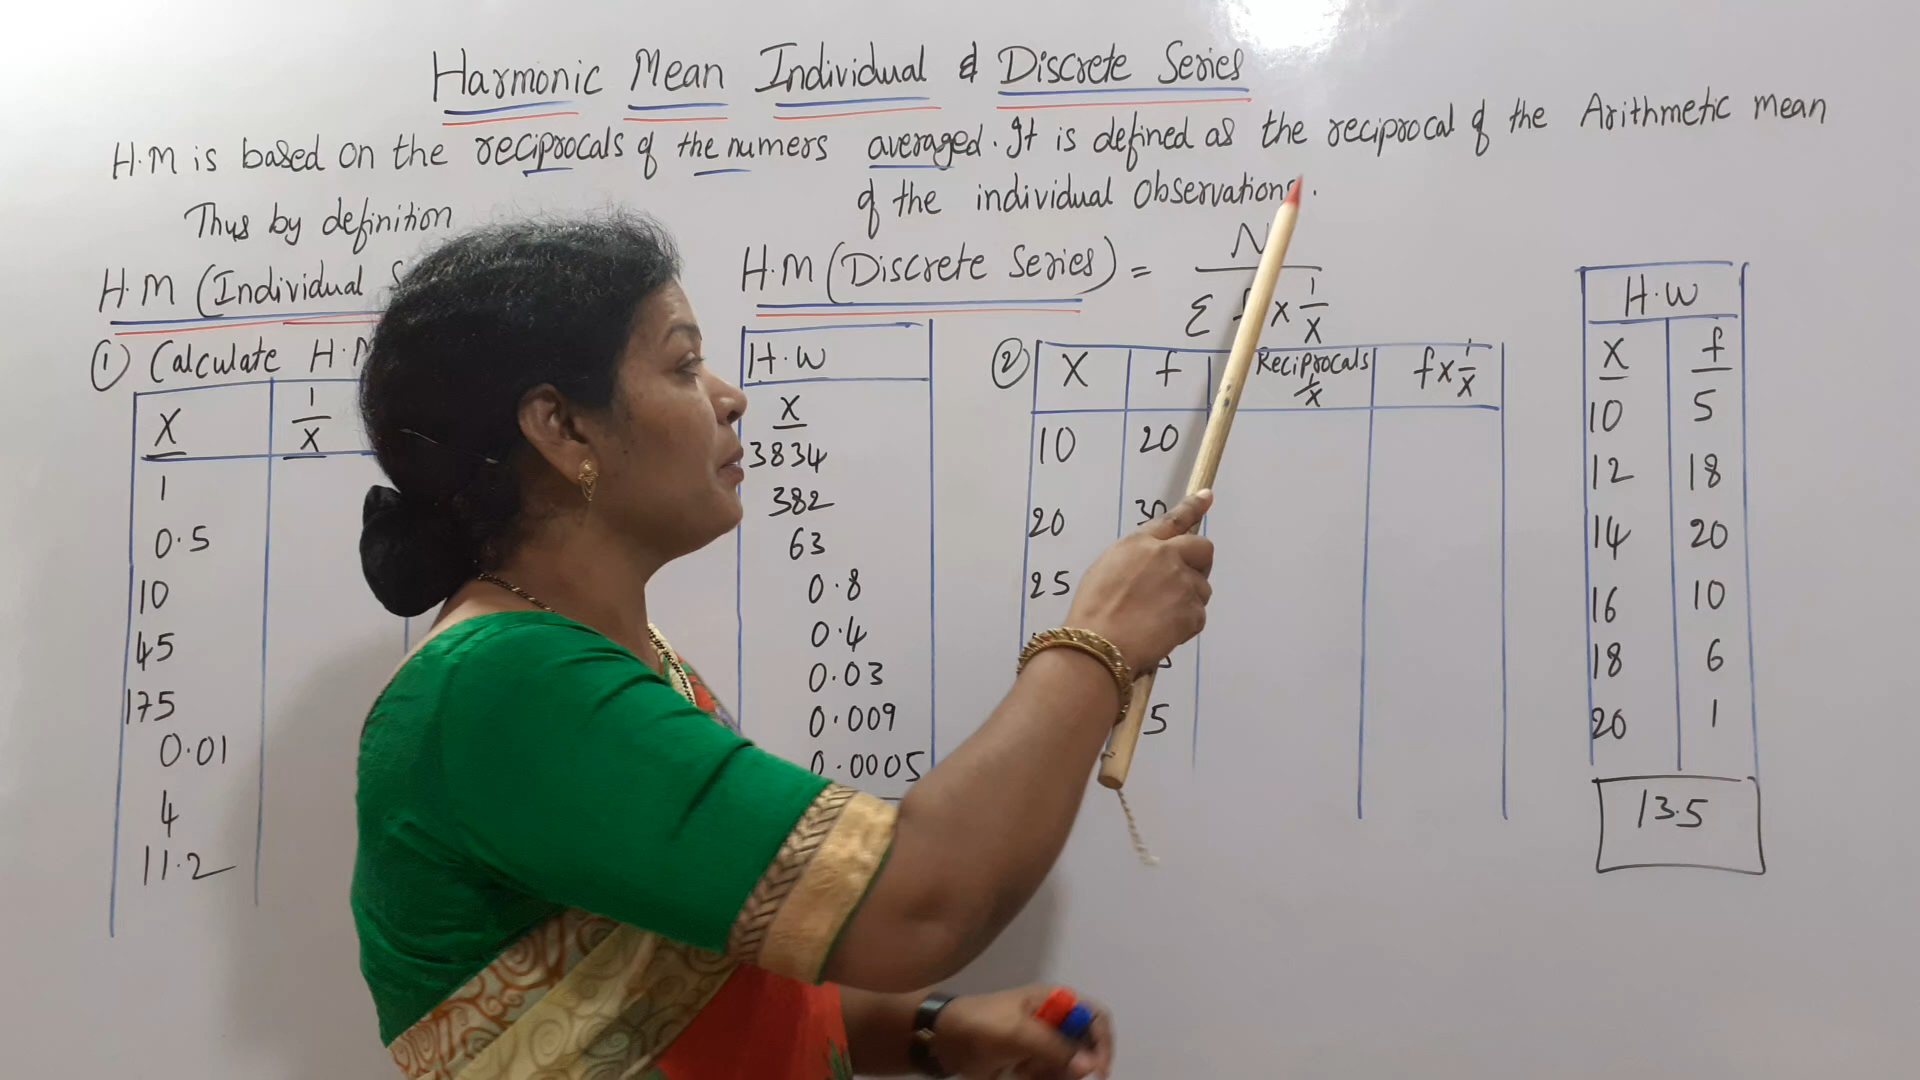 Harmonic Mean Individual & Discrete Series
H.M is based on the reciprocals of the numers averaged. It is defined as the reciprocal of the Arithmetic mean
of the individual Observations.
Thus by definition
H.M (Individual
H.M (Discrete Series) = N / Σ f x 1/X
① Calculate H.M
X 1/X
1
0.5
10
45
175
0.01
4
11.2
H.W
X
3834
382
63
0.8
0.4
0.03
0.009
0.0005
② X f Reciprocals 1/X f x 1/X
10 20
20 30
25
5
H.W
X f
10 5
12 18
14 20
16 10
18 6
20 1
13.5